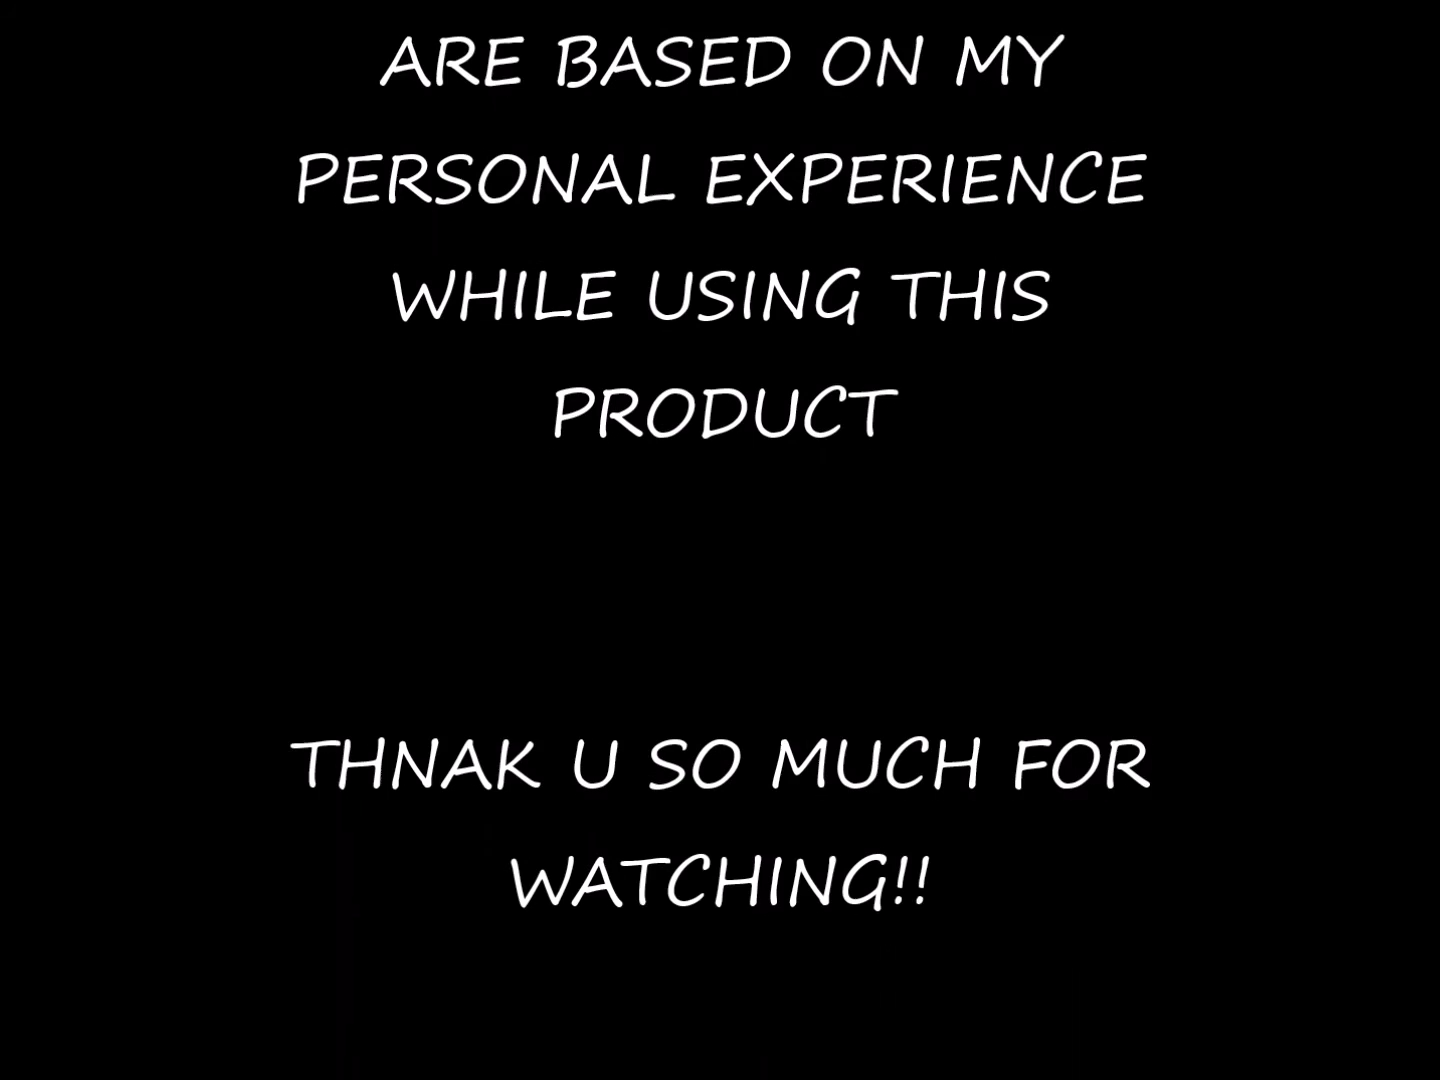 ARE BASED ON MY
PERSONAL EXPERIENCE
WHILE USING THIS
PRODUCT
THNAK U SO MUCH FOR
WATCHING!!